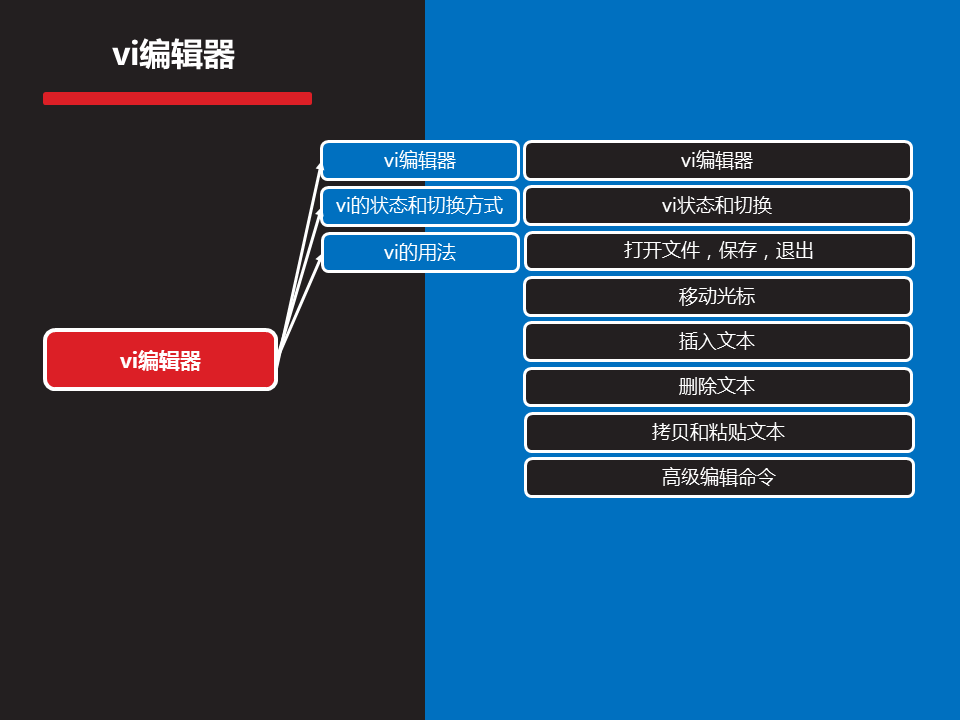 vi编辑器
vi编辑器
vi编辑器
vi的状态和切换方式
vi状态和切换
vi的用法
打开文件，保存，退出
移动光标
插入文本
vi编辑器
删除文本
拷贝和粘贴文本
高级编辑命令